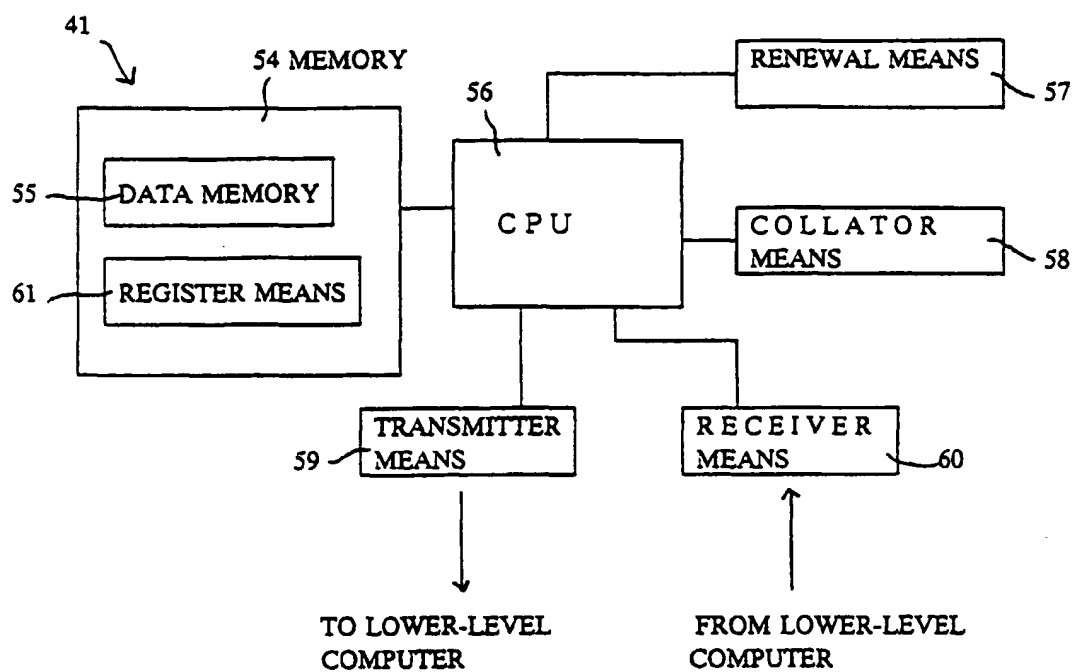 41
54 MEMORY
RENEWAL MEANS
57
56
55
DATA MEMORY
CPU
COLLATOR
MEANS
58
61
REGISTER MEANS
TRANSMITTER
MEANS
59
RECEIVER
MEANS
60
TO LOWER-LEVEL
COMPUTER
FROM LOWER-LEVEL
COMPUTER